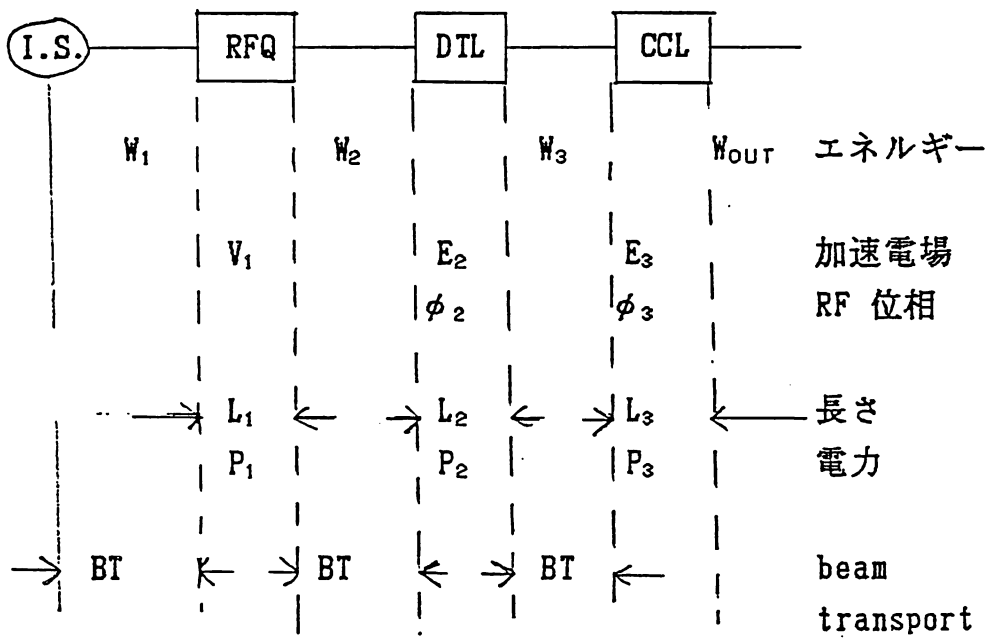 I.S. RFQ DTL CCL
W₁ W₂ W₃ W_OUT エネルギー
V₁ E₂ E₃ 加速電場
φ₂ φ₃ RF 位相
L₁ L₂ L₃ 長さ
P₁ P₂ P₃ 電力
BT BT BT beam
transport